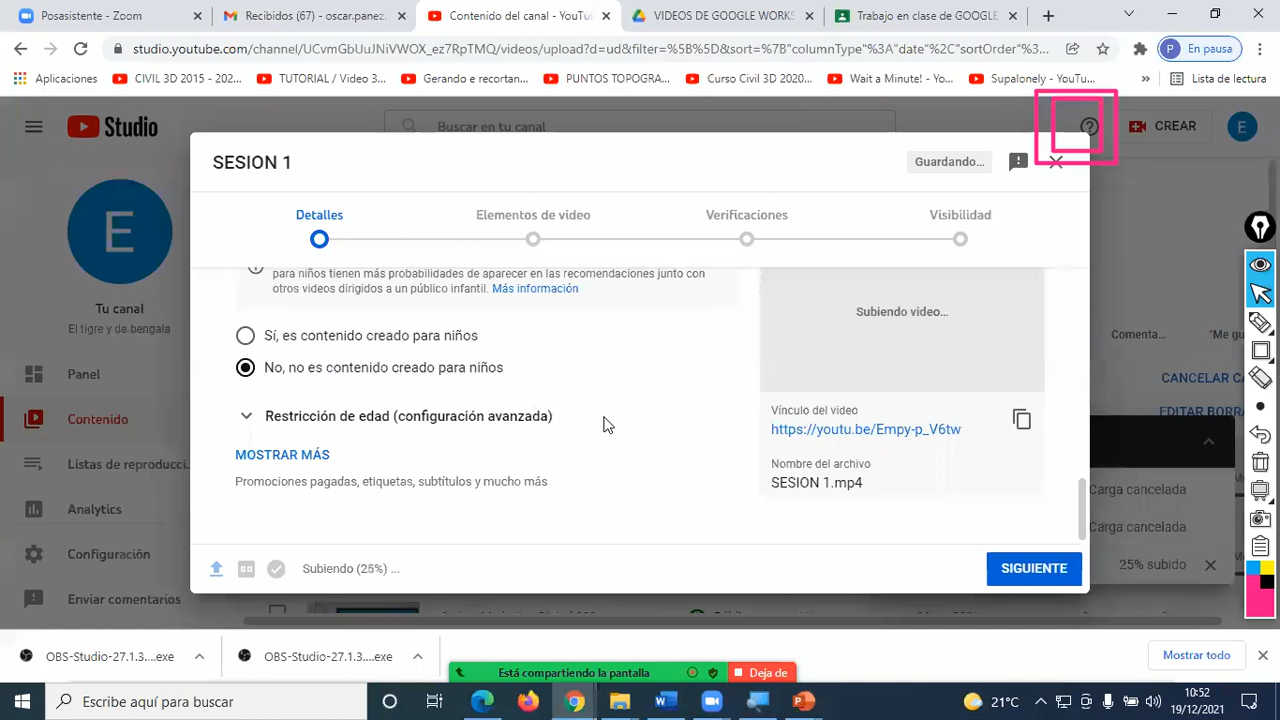 Posasistente - Zoom
Recibidos (67) - oscar.panez.
Contenido del canal - YouTu
VIDEOS DE GOOGLE WORKS
Trabajo en clase de GOOGLE
studio.youtube.com/channel/UCvmGbUuJNiVWOX_ez7RpTMQ/videos/upload?d=ud&filter=%5B%5D&sort=%7B"columnType"%3A"date"%2C"sortOrder"%3...
P En pausa
Aplicaciones
CIVIL 3D 2015 - 202...
TUTORIAL / Video 3...
Gerando e recortan...
PUNTOS TOPOGRA...
Curso Civil 3D 2020...
Wait a Minute! - Yo...
Supalonely - YouTu...
»
Lista de lectura
Studio
Buscar en tu canal
CREAR
E
SESION 1
Guardando...
Detalles
Elementos de video
Verificaciones
Visibilidad
E
Tu canal
El tigre y de-bengala
Panel
Contenido
Listas de reproducci...
Analytics
Configuración
Enviar comentarios
para niños tienen más probabilidades de aparecer en las recomendaciones junto con
otros videos dirigidos a un público infantil. Más información
Sí, es contenido creado para niños
No, no es contenido creado para niños
Restricción de edad (configuración avanzada)
MOSTRAR MÁS
Promociones pagadas, etiquetas, subtítulos y mucho más
Subiendo video...
Vínculo del video
https://youtu.be/Empy-p_V6tw
Nombre del archivo
SESION 1.mp4
Comenta...
"Me gu
CANCELAR CA
EDITAR BORRA
Carga cancelada
Carga cancelada
25% subido
Subiendo (25%) ...
SIGUIENTE
OBS-Studio-27.1.3....exe
OBS-Studio-27.1.3....exe
Mostrar todo
Está compartiendo la pantalla
Deja de
Escribe aquí para buscar
21°C
10:52
19/12/2021